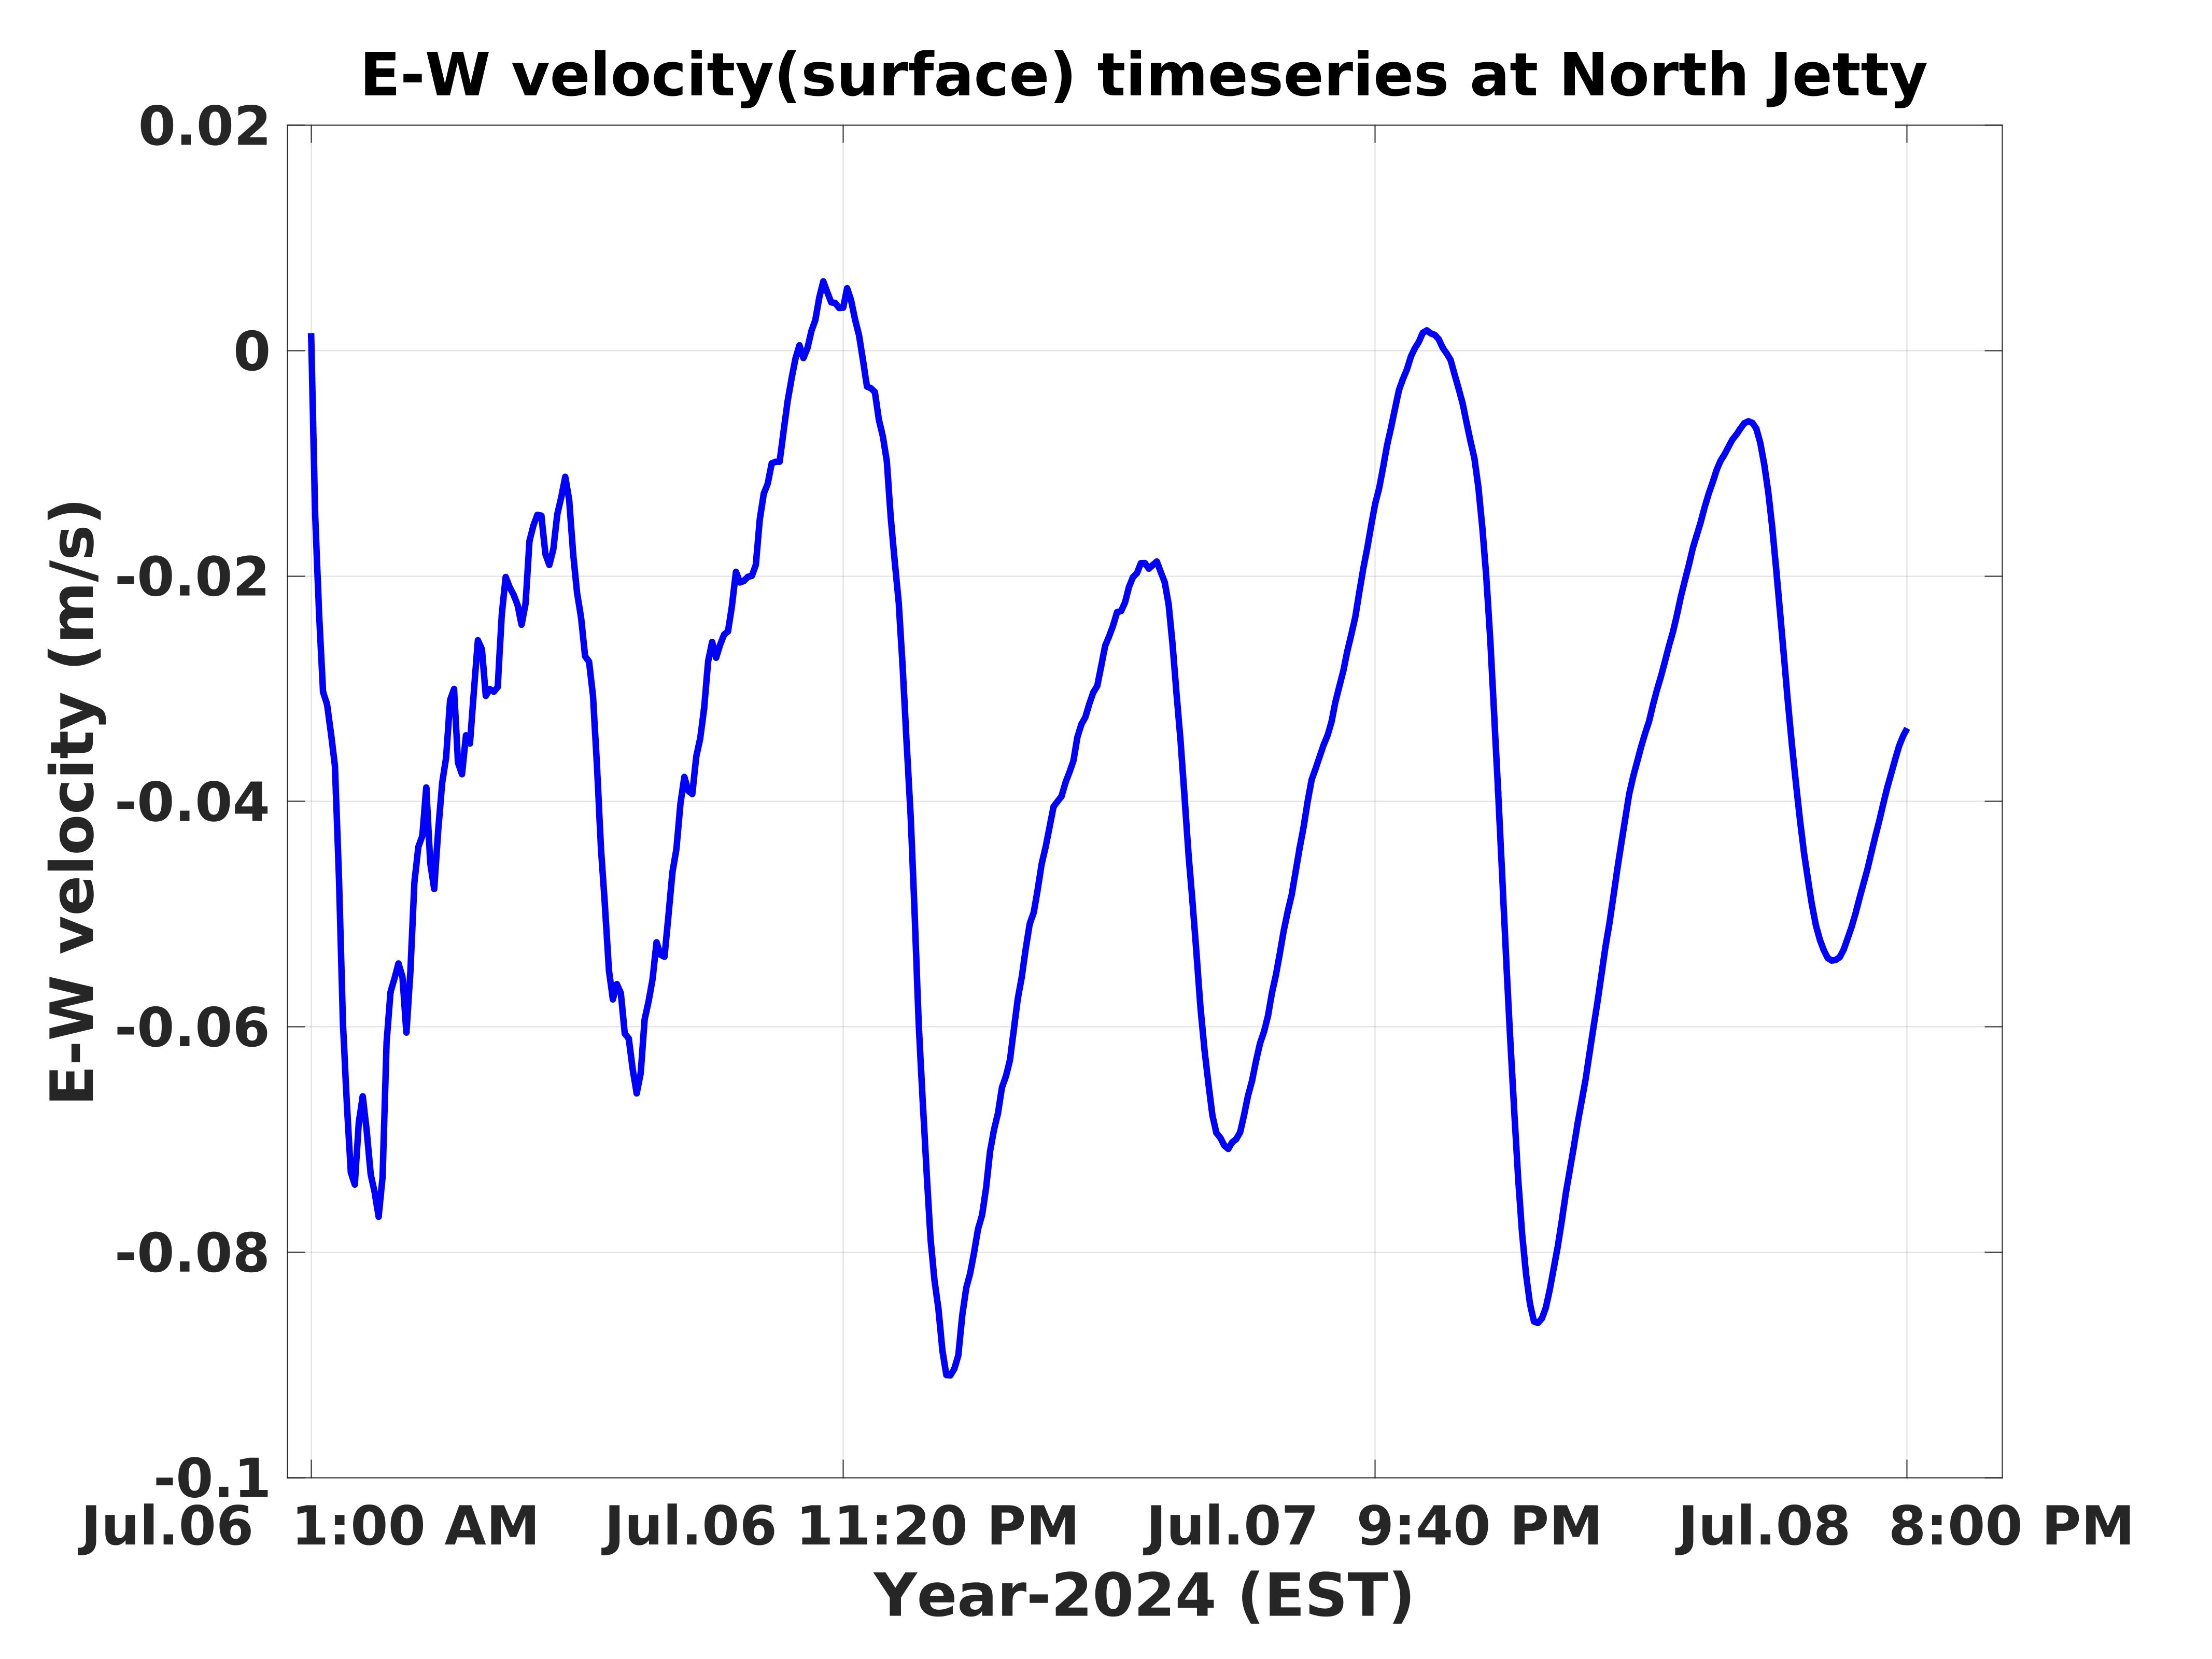 E-W velocity(surface) timeseries at North Jetty
0.02
0
-0.02
-0.04
-0.06
-0.08
-0.1
E-W velocity (m/s)
Jul.06 1:00 AM Jul.06 11:20 PM Jul.07 9:40 PM Jul.08 8:00 PM
Year-2024 (EST)